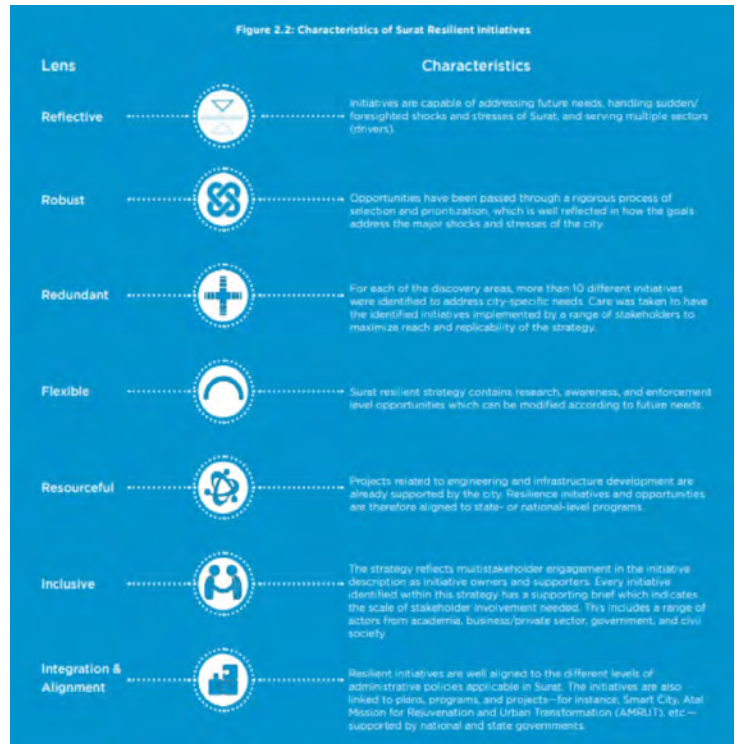 Figure 2.2: Characteristics of Surat Resilient Initiatives
Lens
Characteristics
Reflective
Initiatives are capable of addressing future needs, handling sudden/
foresighted shocks and stresses of Surat, and serving multiple sectors
(drivers).
Robust
Opportunities have been passed through a rigorous process of
selection and prioritization, which is well reflected in how the goals
address the major shocks and stresses of the city.
Redundant
For each of the discovery areas, more than 10 different initiatives
were identified to address city-specific needs. Care was taken to have
the identified initiatives implemented by a range of stakeholders to
maximize reach and replicability of the strategy.
Flexible
Surat resilient strategy contains research, awareness, and enforcement
level opportunities which can be modified according to future needs.
Resourceful
Projects related to engineering and infrastructure development are
already supported by the city. Resilience initiatives and opportunities
are therefore aligned to state- or national-level programs.
Inclusive
The strategy reflects multistakeholder engagement in the initiative
description as initiative owners and supporters. Every initiative
identified within this strategy has a supporting brief which indicates
the scale of stakeholder involvement needed. This includes a range of
actors from academia, business/private sector, government, and civil
society.
Integration &
Alignment
Resilient initiatives are well aligned to the different levels of
administrative policies applicable in Surat. The initiatives are also
linked to plans, programs, and projects—for instance, Smart City, Atal
Mission for Rejuvenation and Urban Transformation (AMRUT), etc.—
supported by national and state governments.